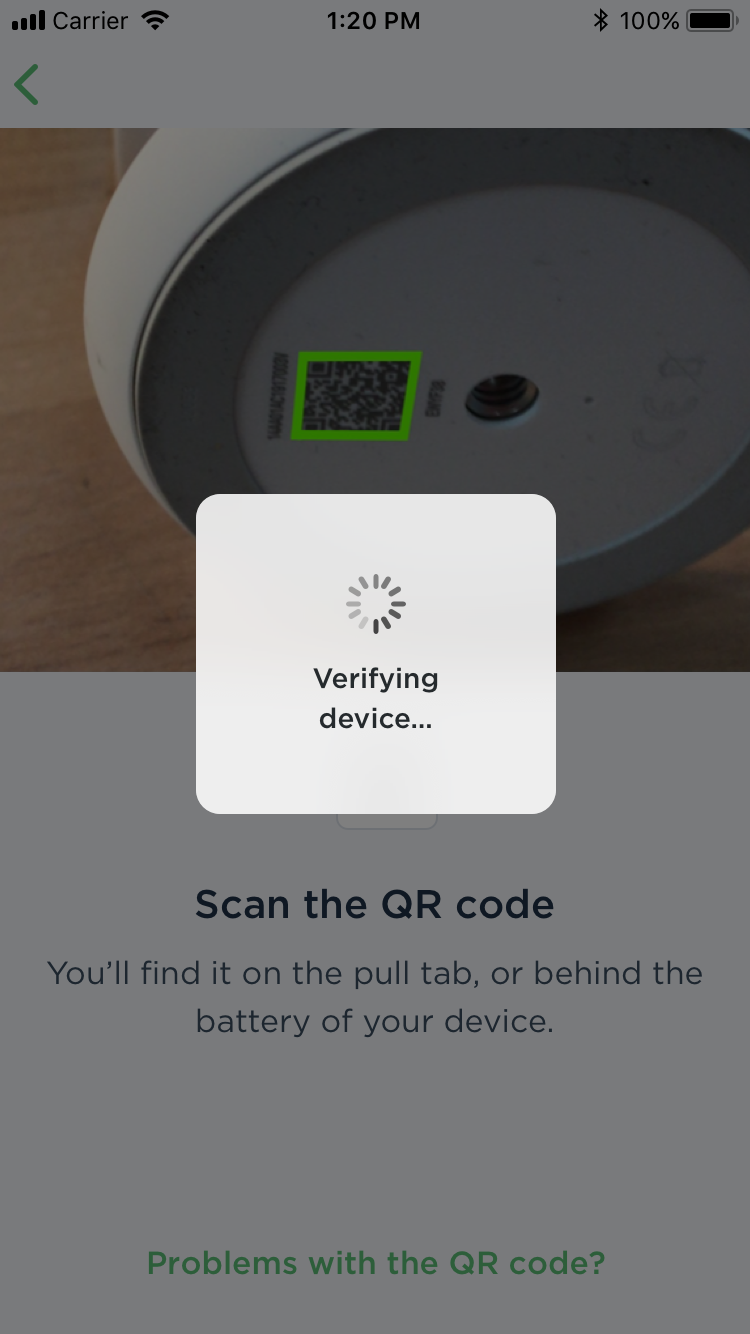 Carrier 1:20 PM 100%
Verifying
device...
Scan the QR code
You’ll find it on the pull tab, or behind the
battery of your device.
Problems with the QR code?